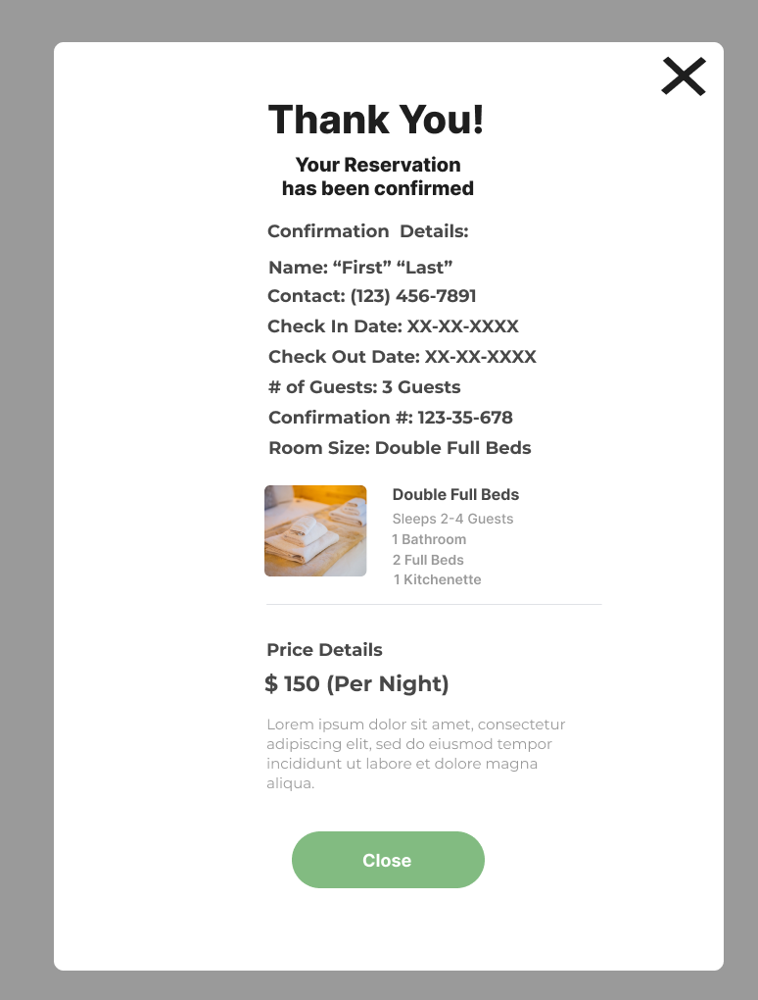 Thank You!
Your Reservation
has been confirmed
Confirmation  Details:
Name: “First” “Last”
Contact: (123) 456-7891
Check In Date: XX-XX-XXXX
Check Out Date: XX-XX-XXXX
# of Guests: 3 Guests
Confirmation #: 123-35-678
Room Size: Double Full Beds
Double Full Beds
Sleeps 2-4 Guests
1 Bathroom
2 Full Beds
1 Kitchenette
Price Details
$ 150 (Per Night)
Lorem ipsum dolor sit amet, consectetur
adipiscing elit, sed do eiusmod tempor
incididunt ut labore et dolore magna
aliqua.
Close